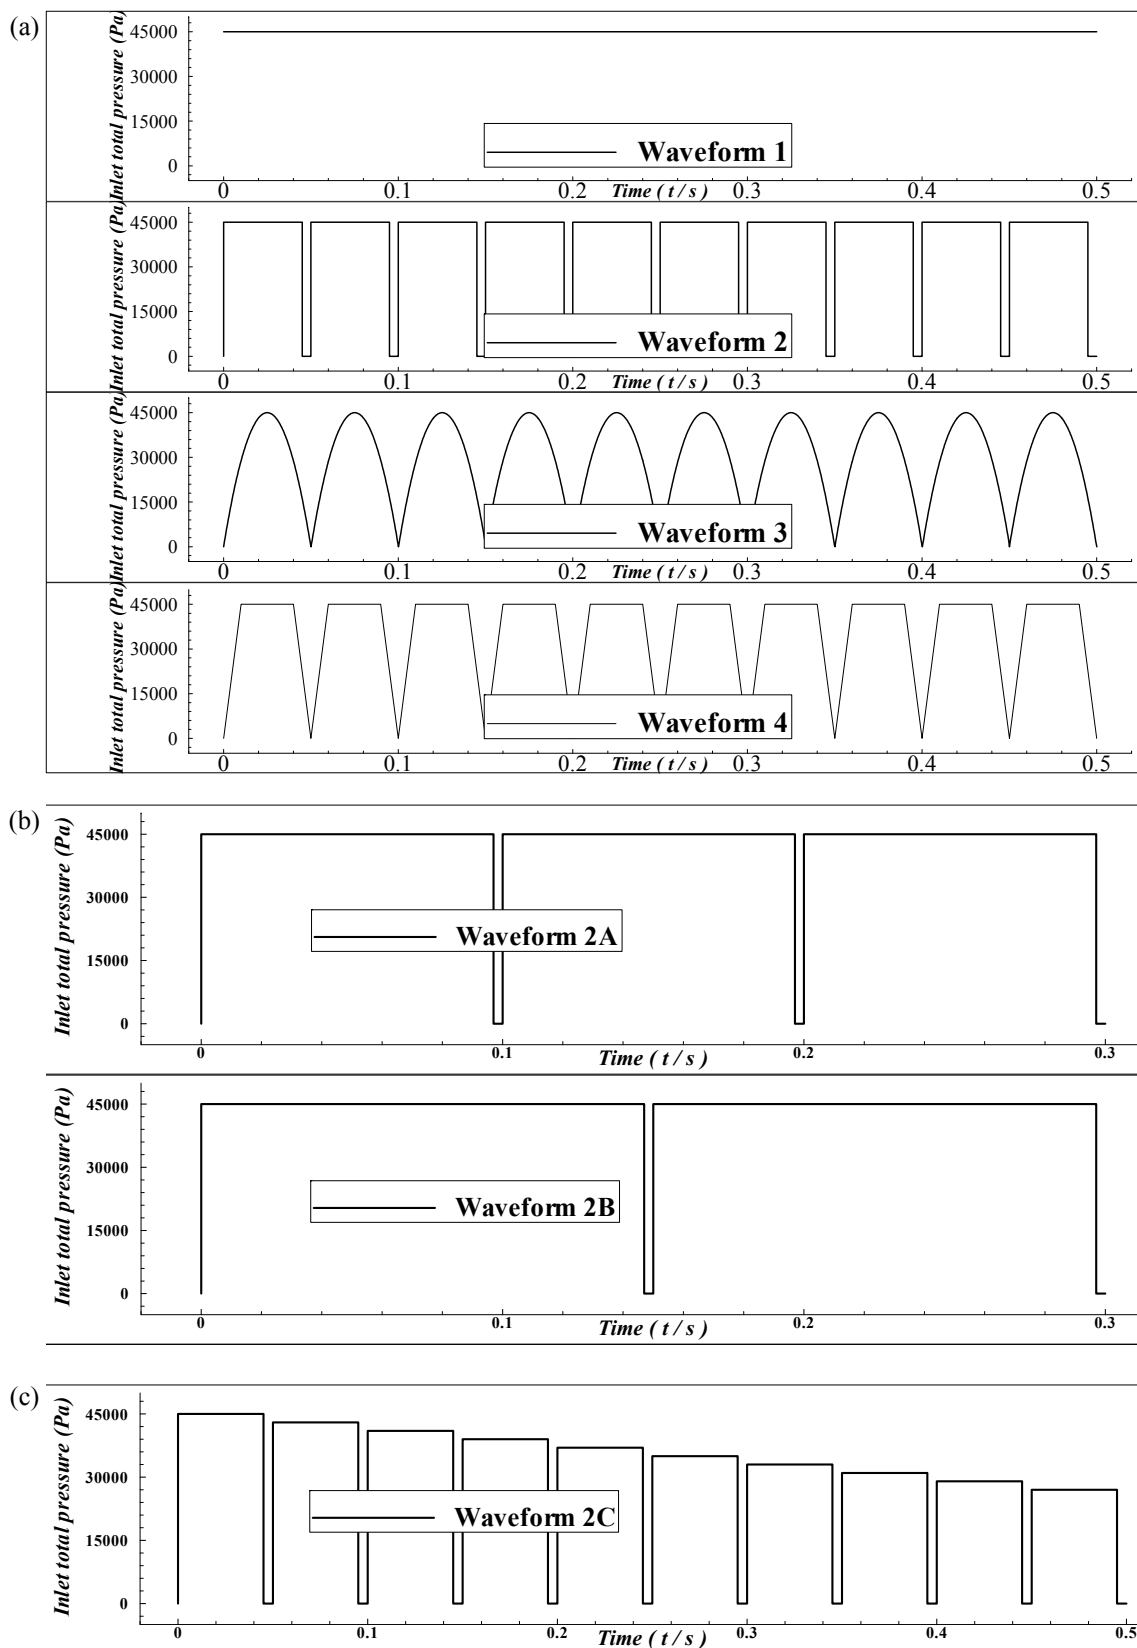 (a)
Inlet total pressure (Pa)
45000
30000
15000
0
Waveform 1
0 0.1 0.2 0.3 0.4 0.5
Time ( t / s )
Inlet total pressure (Pa)
45000
30000
15000
0
Waveform 2
0 0.1 0.2 0.3 0.4 0.5
Time ( t / s )
Inlet total pressure (Pa)
45000
30000
15000
0
Waveform 3
0 0.1 0.2 0.3 0.4 0.5
Time ( t / s )
Inlet total pressure (Pa)
45000
30000
15000
0
Waveform 4
0 0.1 0.2 0.3 0.4 0.5
Time ( t / s )
(b)
Inlet total pressure (Pa)
45000
30000
15000
0
Waveform 2A
0 0.1 0.2 0.3
Time ( t / s )
Inlet total pressure (Pa)
45000
30000
15000
0
Waveform 2B
0 0.1 0.2 0.3
Time ( t / s )
(c)
Inlet total pressure (Pa)
45000
30000
15000
0
Waveform 2C
0 0.1 0.2 0.3 0.4 0.5
Time ( t / s )